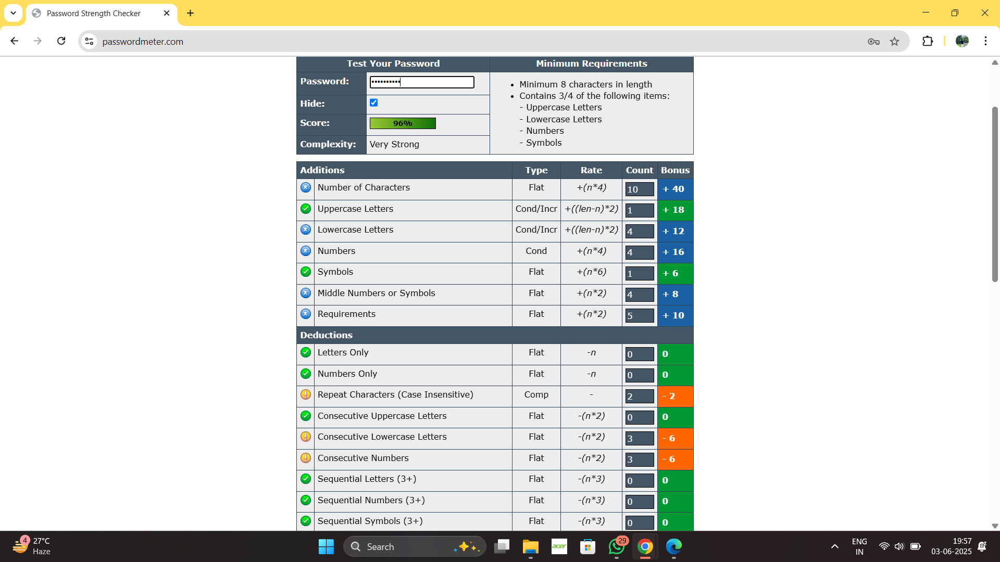 Password Strength Checker
passwordmeter.com
Test Your Password Minimum Requirements
Password: ••••••••••
Hide:
Score: 96%
Complexity: Very Strong
• Minimum 8 characters in length
• Contains 3/4 of the following items:
- Uppercase Letters
- Lowercase Letters
- Numbers
- Symbols
Additions Type Rate Count Bonus
Number of Characters Flat +(n*4) 10 + 40
Uppercase Letters Cond/Incr +((len-n)*2) 1 + 18
Lowercase Letters Cond/Incr +((len-n)*2) 4 + 12
Numbers Cond +(n*4) 4 + 16
Symbols Flat +(n*6) 1 + 6
Middle Numbers or Symbols Flat +(n*2) 4 + 8
Requirements Flat +(n*2) 5 + 10
Deductions
Letters Only Flat -n 0 0
Numbers Only Flat -n 0 0
Repeat Characters (Case Insensitive) Comp - 2 - 2
Consecutive Uppercase Letters Flat -(n*2) 0 0
Consecutive Lowercase Letters Flat -(n*2) 3 - 6
Consecutive Numbers Flat -(n*2) 3 - 6
Sequential Letters (3+) Flat -(n*3) 0 0
Sequential Numbers (3+) Flat -(n*3) 0 0
Sequential Symbols (3+) Flat -(n*3) 0 0
4 27°C
Haze
Search
acer
29
ENG
IN
19:57
03-06-2025